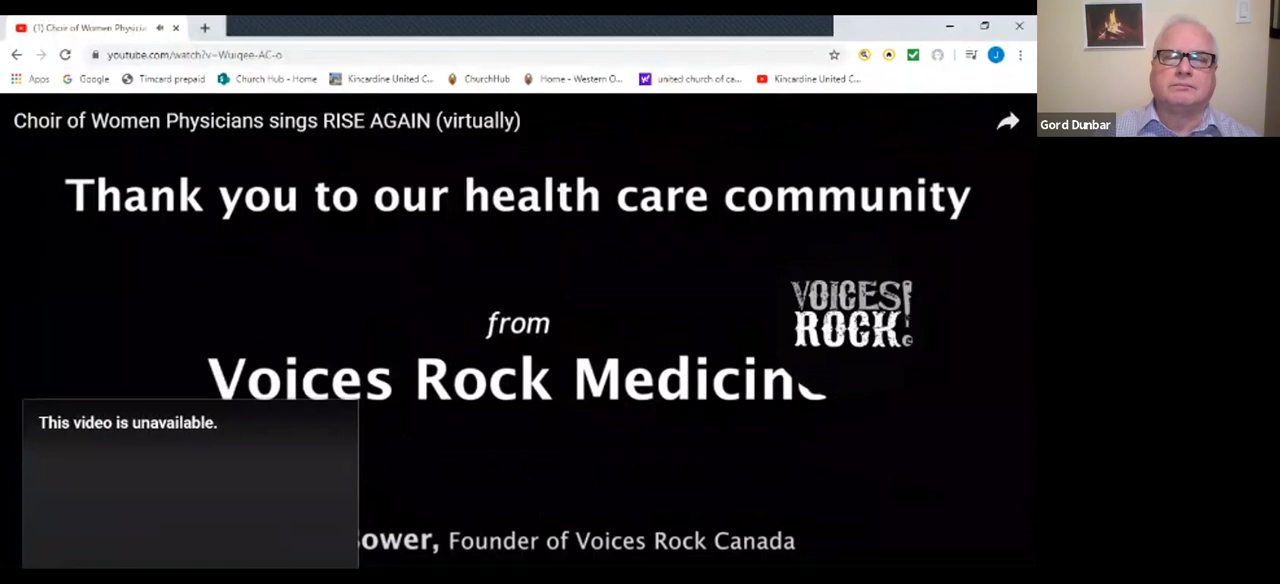 (1) Choir of Women Physicia
youtube.com/watch?v=Wuiqee-AC-o
Apps Google Timcard prepaid Church Hub - Home Kincardine United C... ChurchHub Home - Western O... united church of ca... Kincardine United C...
Choir of Women Physicians sings RISE AGAIN (virtually)
Gord Dunbar
Thank you to our health care community
VOICES!
ROCK!
from
Voices Rock Medicine
This video is unavailable.
ower, Founder of Voices Rock Canada